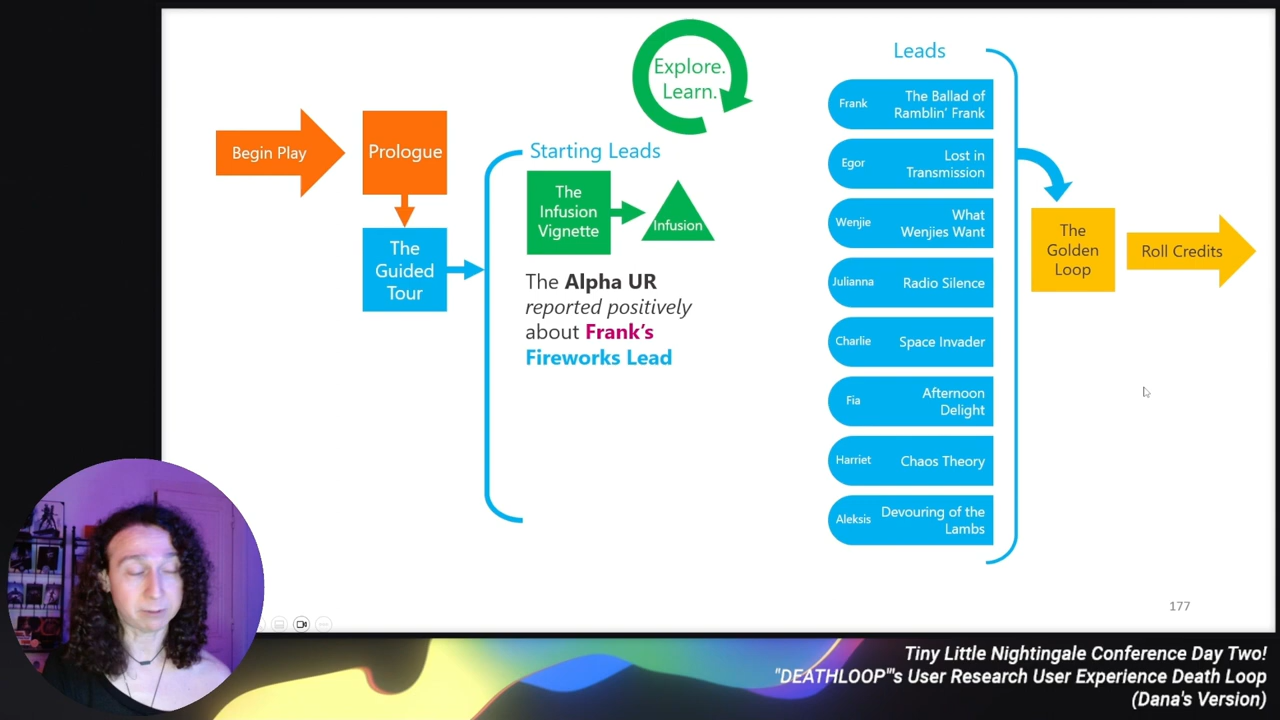 Explore.
Learn.
Leads
Begin Play
Prologue
The
Guided
Tour
Starting Leads
The
Infusion
Vignette
Infusion
The Alpha UR
reported positively
about Frank's
Fireworks Lead
Frank
The Ballad of
Ramblin' Frank
Egor
Lost in
Transmission
Wenjie
What
Wenjies Want
Julianna
Radio Silence
Charlie
Space Invader
Fia
Afternoon
Delight
Harriet
Chaos Theory
Aleksis
Devouring of the
Lambs
The
Golden
Loop
Roll Credits
177
Tiny Little Nightingale Conference Day Two!
"DEATHLOOP"'s User Research User Experience Death Loop
(Dana's Version)